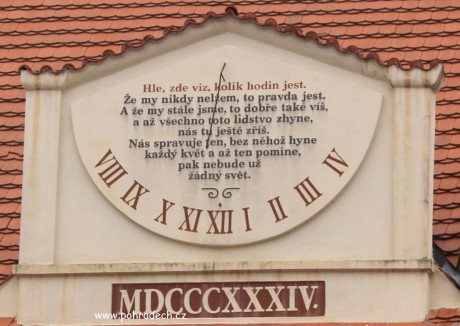 Hle, zde viz, kolik hodin jest.
Že my nikdy nelžem, to pravda jest.
A že my stále jsme, to dobře také víš,
a až všechno toto lidstvo zhyne,
nás tu ještě zříš.
Nás spravuje ten, bez něhož hyne
každý květ a až ten pomine,
pak nebude už
žádný svět.
VIII IX X XI XII I II III IV
MDCCCXXXIV.
www.pohledech.cz